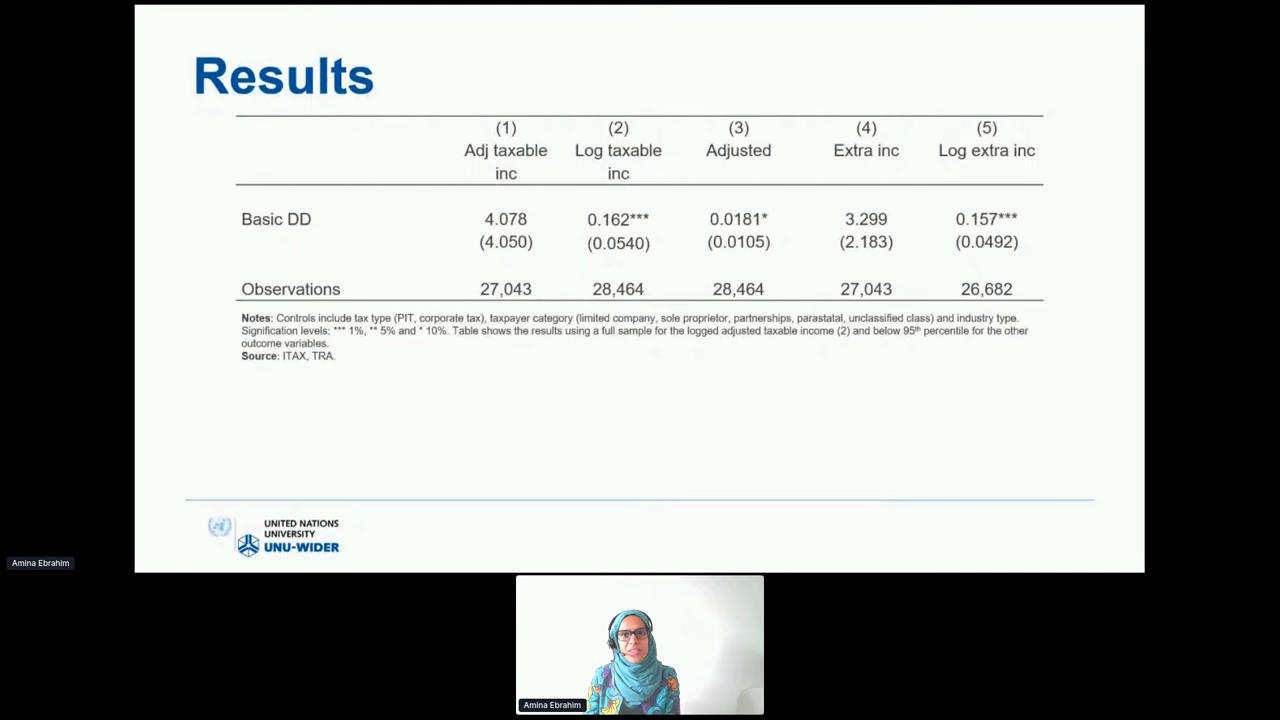 Results
(1) (2) (3) (4) (5)
Adj taxable Log taxable Adjusted Extra inc Log extra inc
inc inc
Basic DD 4.078 0.162*** 0.0181* 3.299 0.157***
(4.050) (0.0540) (0.0105) (2.183) (0.0492)
Observations 27,043 28,464 28,464 27,043 26,682
Notes: Controls include tax type (PIT, corporate tax), taxpayer category (limited company, sole proprietor, partnerships, parastatal, unclassified class) and industry type.
Signification levels: *** 1%, ** 5% and * 10%. Table shows the results using a full sample for the logged adjusted taxable income (2) and below 95th percentile for the other
outcome variables.
Source: ITAX, TRA.
UNITED NATIONS
UNIVERSITY
UNU-WIDER
Amina Ebrahim
Amina Ebrahim